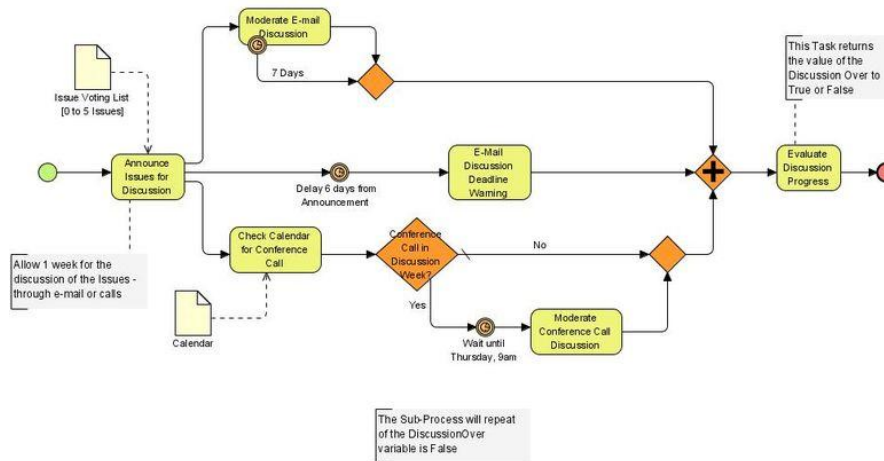 Moderate E-mail
Discussion
7 Days
This Task returns
the value of the
Discussion Over to
True or False
Issue Voting List
[0 to 5 Issues]
Announce
Issues for
Discussion
Delay 6 days from
Announcement
E-Mail
Discussion
Deadline
Warning
Evaluate
Discussion
Progress
Allow 1 week for the
discussion of the Issues -
through e-mail or calls
Check Calendar
for Conference
Call
Conference
Call in
Discussion
Week?
No
Yes
Calendar
Wait until
Thursday, 9am
Moderate
Conference Call
Discussion
The Sub-Process will repeat
of the DiscussionOver
variable is False